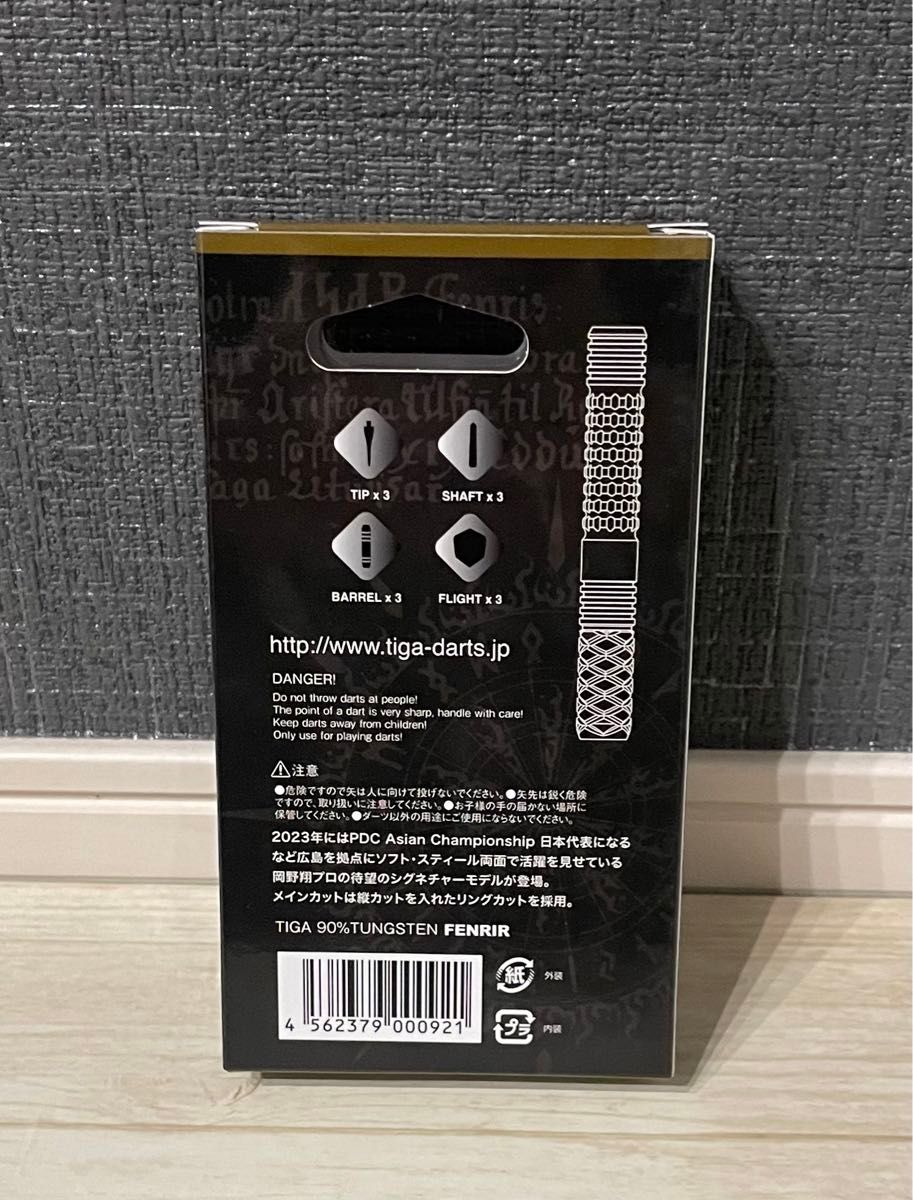 Fenris:
TIP x 3
SHAFT x 3
BARREL x 3
FLIGHT x 3
http://www.tiga-darts.jp
DANGER!
Do not throw darts at people!
The point of a dart is very sharp, handle with care!
Keep darts away from children!
Only use for playing darts!
注意
●危険ですので矢は人に向けて投げないでください。●矢先は鋭く危険
ですので、取り扱いに注意してください。●お子様の手の届かない場所に
保管してください。●ダーツ以外の用途にご使用にならないでください。
2023年にはPDC Asian Championship 日本代表になる
など広島を拠点にソフト・スティール両面で活躍を見せている
岡野翔プロの待望のシグネチャーモデルが登場。
メインカットは縦カットを入れたリングカットを採用。
TIGA 90%TUNGSTEN FENRIR
紙 外装
4 562379 000921
プラ 内装